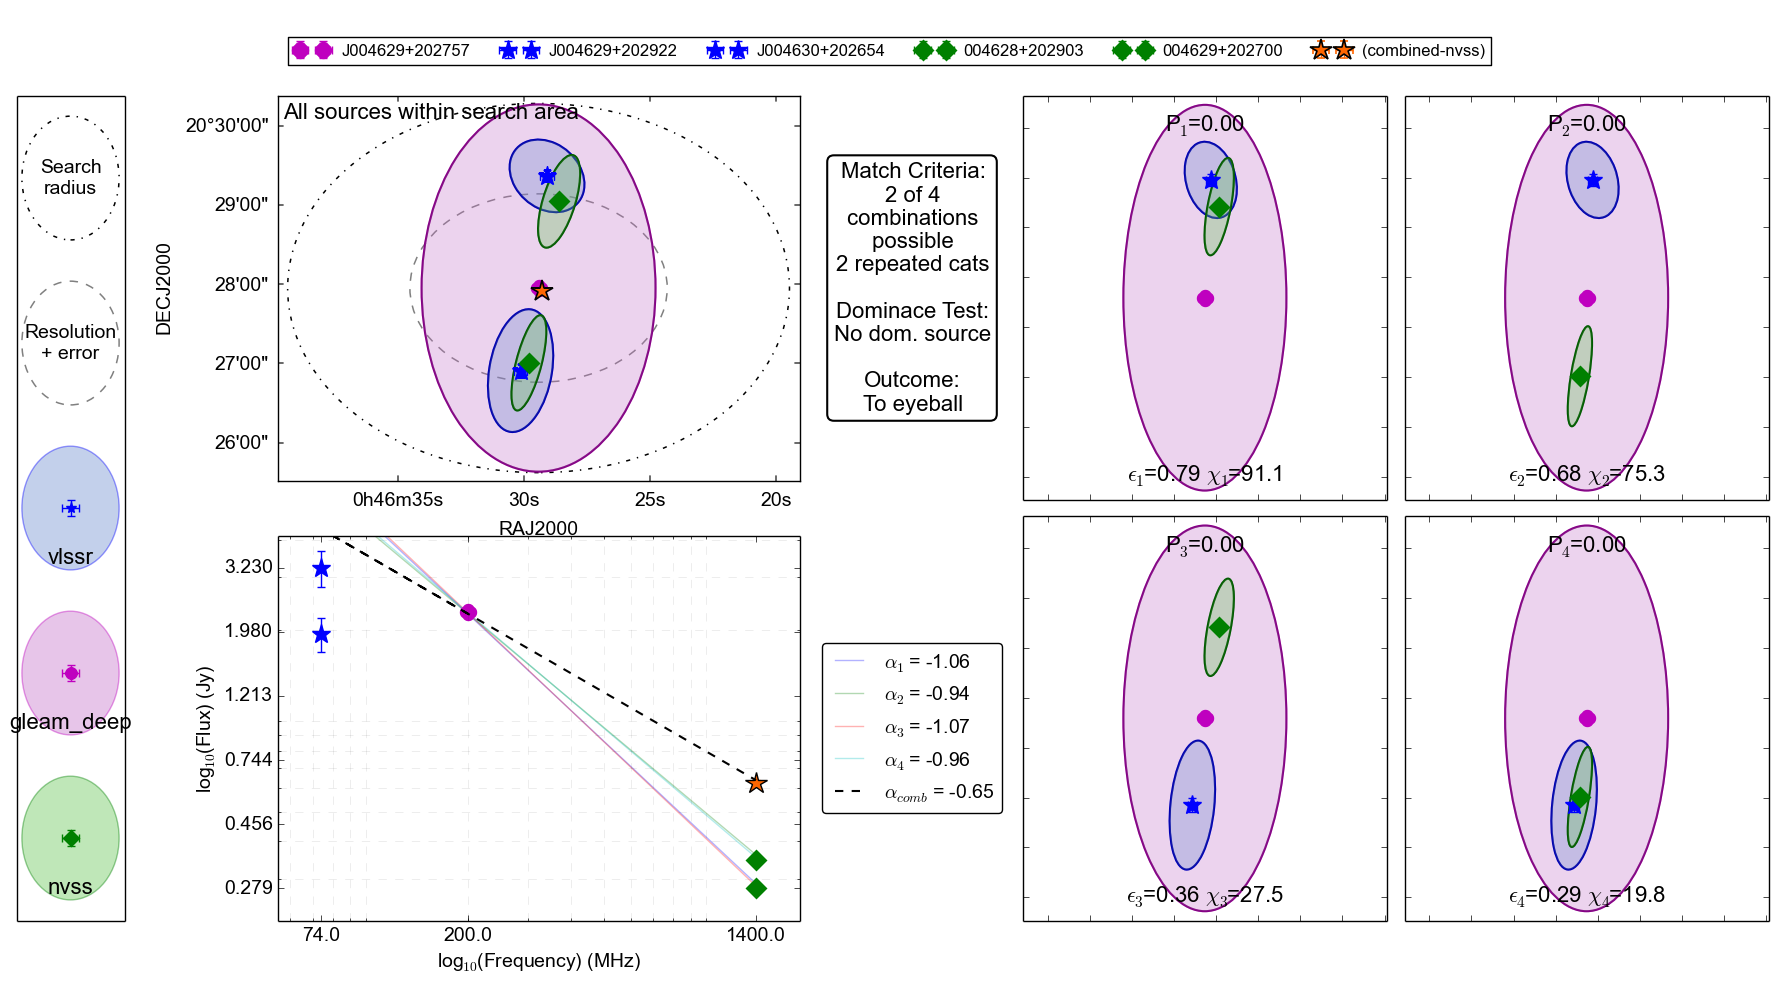 J004629+202757 J004629+202922 J004630+202654 004628+202903 004629+202700 (combined-nvss)
Search
radius
Resolution
+ error
vlssr
gleam_deep
nvss
All sources within search area
DECJ2000
20°30'00"
29'00"
28'00"
27'00"
26'00"
0h46m35s 30s 25s 20s
RAJ2000
Match Criteria:
2 of 4
combinations
possible
2 repeated cats
Dominace Test:
No dom. source
Outcome:
To eyeball
P₁=0.00
ϵ₁=0.79 χ₁=91.1
P₂=0.00
ϵ₂=0.68 χ₂=75.3
log₁₀(Flux) (Jy)
3.230
1.980
1.213
0.744
0.456
0.279
74.0 200.0 1400.0
log₁₀(Frequency) (MHz)
α₁ = -1.06
α₂ = -0.94
α₃ = -1.07
α₄ = -0.96
α_comb = -0.65
P₃=0.00
ϵ₃=0.36 χ₃=27.5
P₄=0.00
ϵ₄=0.29 χ₄=19.8